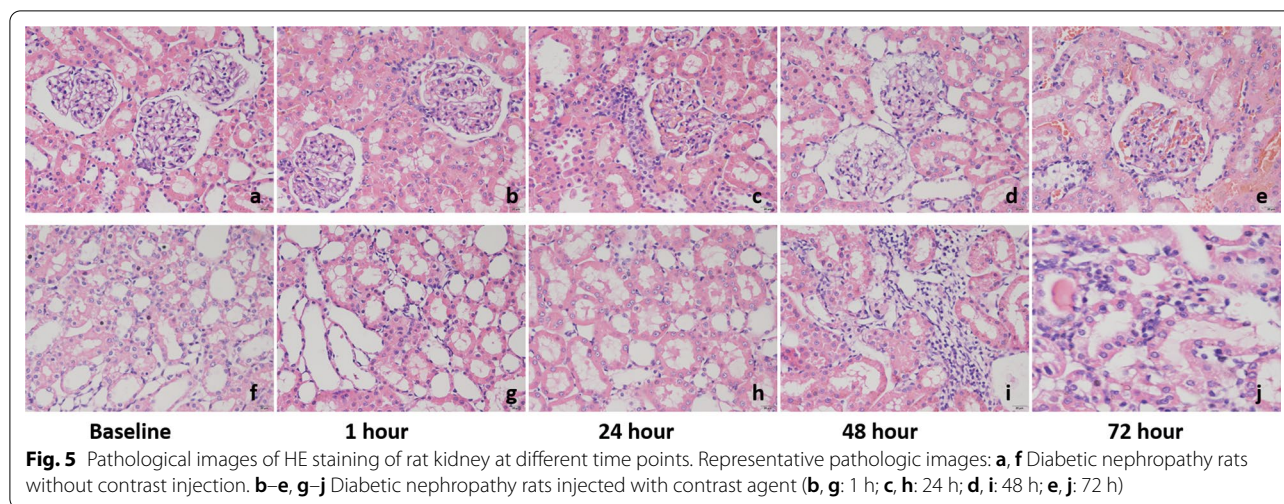 a b c d e
f g h i j
Baseline 1 hour 24 hour 48 hour 72 hour
Fig. 5 Pathological images of HE staining of rat kidney at different time points. Representative pathologic images: a, f Diabetic nephropathy rats
without contrast injection. b–e, g–j Diabetic nephropathy rats injected with contrast agent (b, g: 1 h; c, h: 24 h; d, i: 48 h; e, j: 72 h)